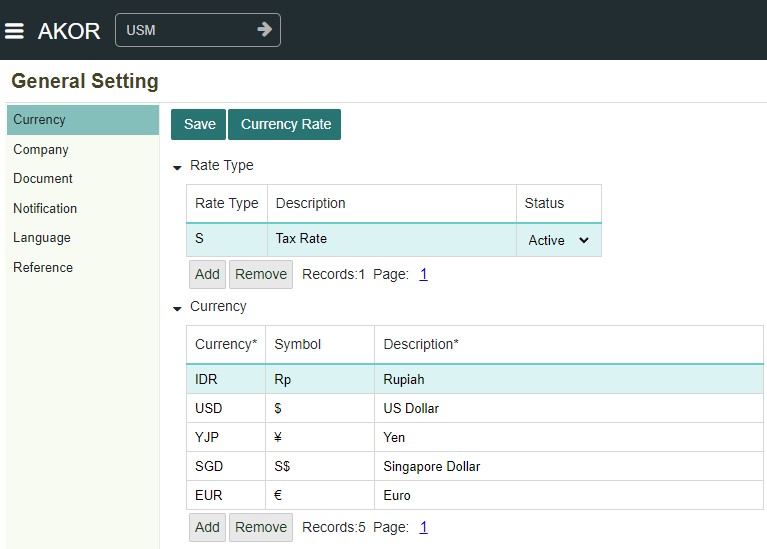 AKOR USM
General Setting
Currency
Company
Document
Notification
Language
Reference
Save Currency Rate
Rate Type
Rate Type Description Status
S Tax Rate Active
Add Remove Records:1 Page: 1
Currency
Currency* Symbol Description*
IDR Rp Rupiah
USD $ US Dollar
YJP ¥ Yen
SGD S$ Singapore Dollar
EUR € Euro
Add Remove Records:5 Page: 1